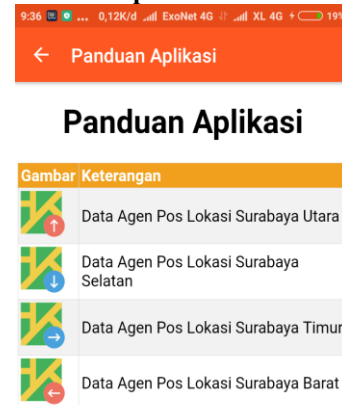 9:36 ... 0,12K/d ExoNet 4G XL 4G 19%
Panduan Aplikasi
Panduan Aplikasi
Gambar Keterangan
Data Agen Pos Lokasi Surabaya Utara
Data Agen Pos Lokasi Surabaya
Selatan
Data Agen Pos Lokasi Surabaya Timur
Data Agen Pos Lokasi Surabaya Barat